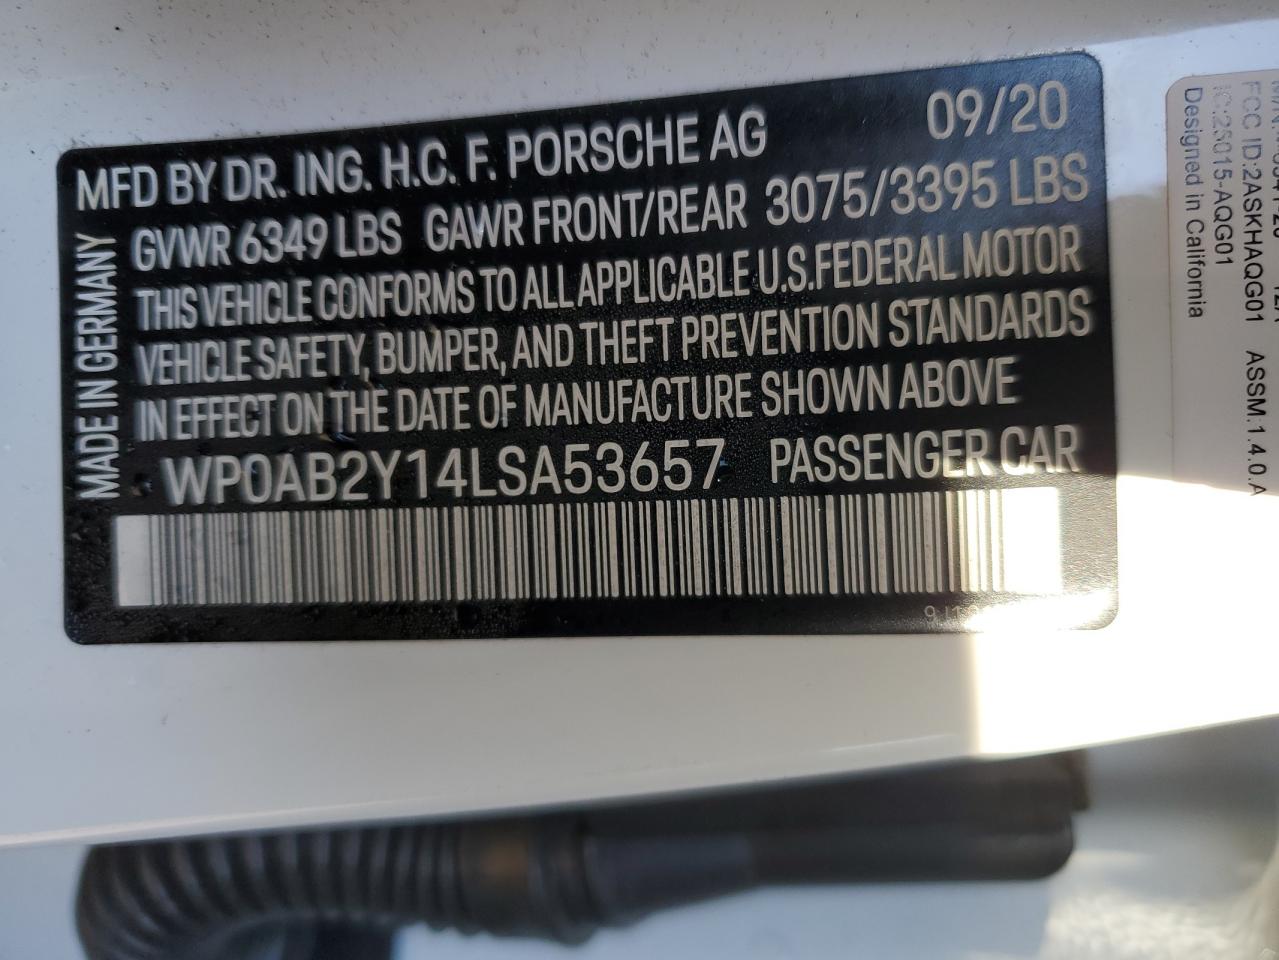 MFD BY DR. ING. H.C. F. PORSCHE AG 09/20
GVWR 6349 LBS GAWR FRONT/REAR 3075/3395 LBS
THIS VEHICLE CONFORMS TO ALL APPLICABLE U.S.FEDERAL MOTOR
VEHICLE SAFETY, BUMPER, AND THEFT PREVENTION STANDARDS
IN EFFECT ON THE DATE OF MANUFACTURE SHOWN ABOVE
WP0AB2Y14LSA53657 PASSENGER CAR
MADE IN GERMANY
FCC ID:2ASKHAQQG01 ASSM:1.4.0.A
IC:25015-AQG01
Designed in California